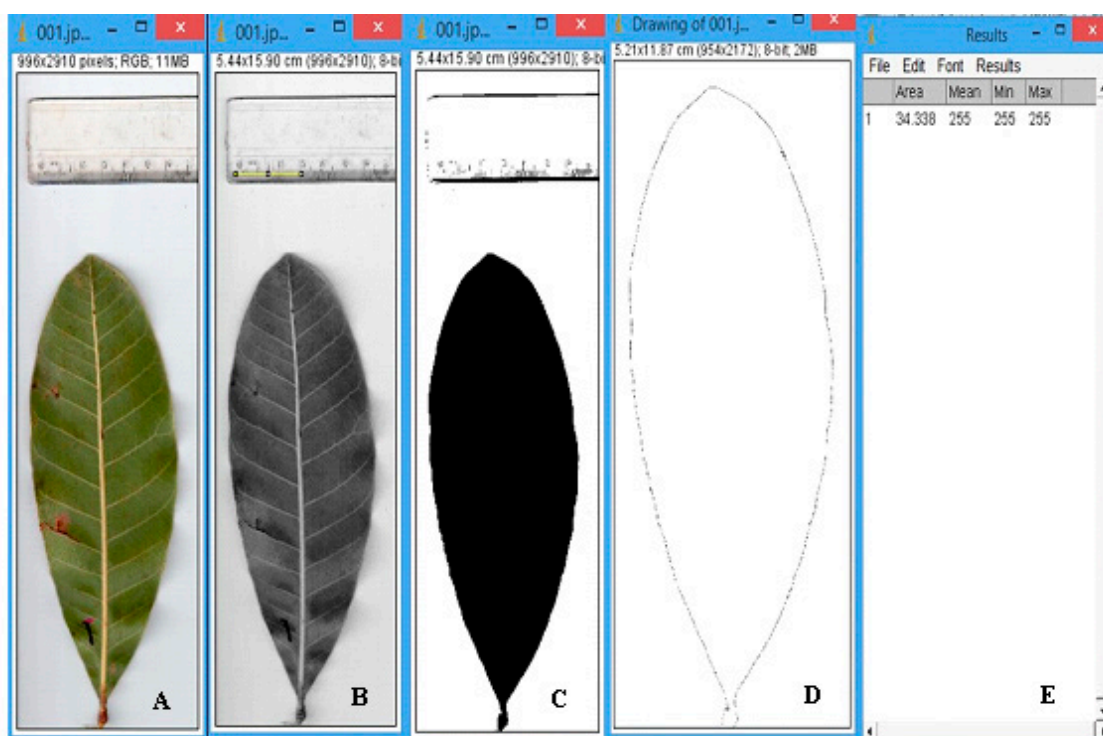 001.jp...
996x2910 pixels; RGB; 11MB
A
001.jp...
5.44x15.90 cm (996x2910); 8-bi
B
001.jp...
5.44x15.90 cm (996x2910); 8-bi
C
Drawing of 001.j...
5.21x11.87 cm (954x2172); 8-bit; 2MB
D
Results
File Edit Font Results
Area Mean Min Max
1 34.338 255 255 255
E